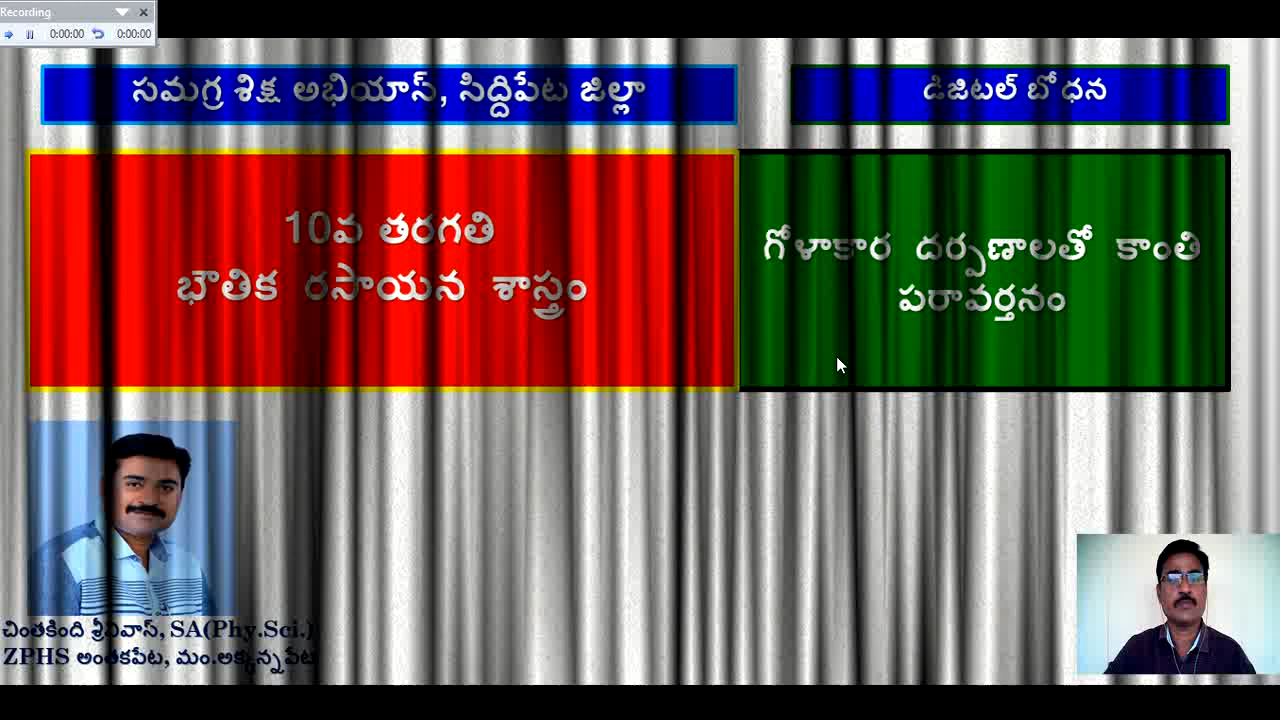 Recording
0:00:00 0:00:00
సమగ్ర శిక్ష అభియాన్, సిద్దిపేట జిల్లా
డిజిటల్ బోధన
10వ తరగతి
భౌతిక రసాయన శాస్త్రం
గోళాకార దర్పణాలతో కాంతి
పరావర్తనం
చింతకింది శ్రీనివాస్, SA(Phy.Sci.)
ZPHS అంతకపేట, మం.అక్కన్నపేట